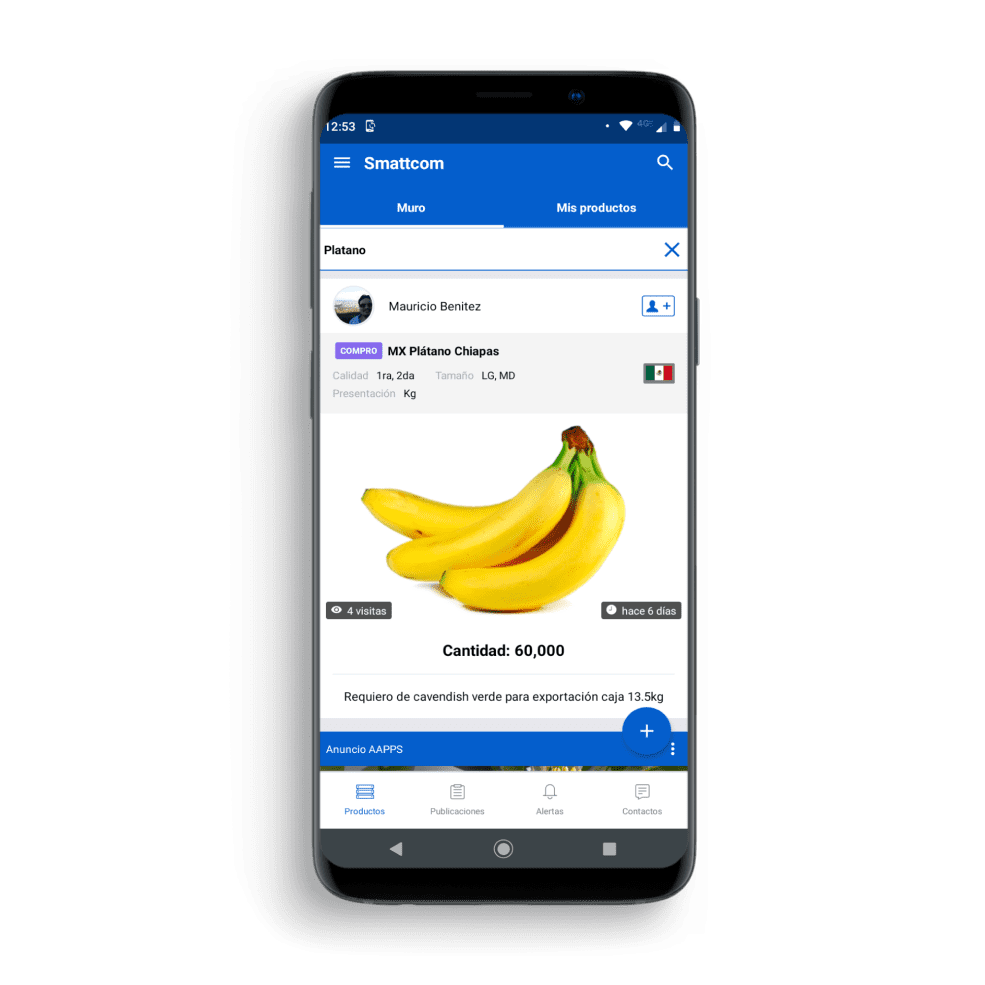 12:53
4G
Smattcom
Muro Mis productos
Platano
Mauricio Benitez
COMPRO MX Plátano Chiapas
Calidad 1ra, 2da Tamaño LG, MD
Presentación Kg
4 visitas hace 6 días
Cantidad: 60,000
Requiero de cavendish verde para exportación caja 13.5kg
Anuncio AAPPS
Productos Publicaciones Alertas Contactos